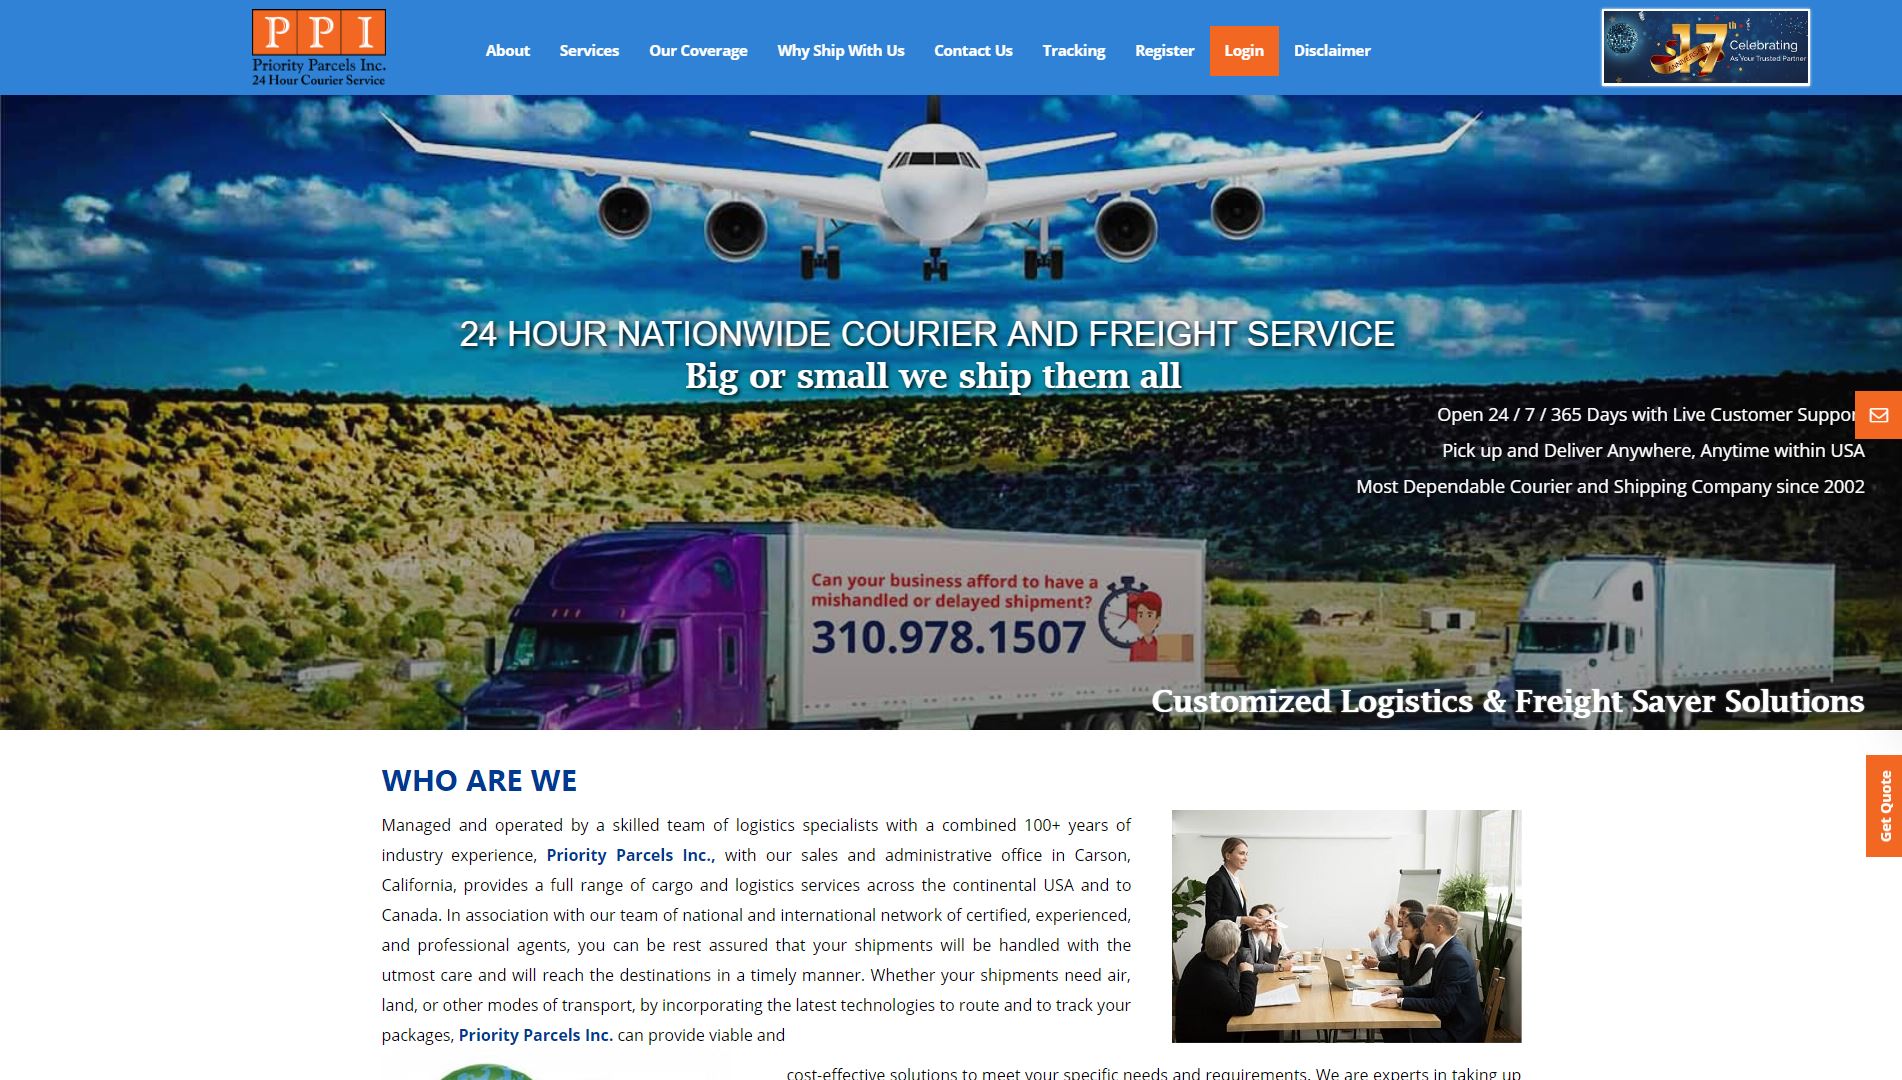 PPI
Priority Parcels Inc.
24 Hour Courier Service
About
Services
Our Coverage
Why Ship With Us
Contact Us
Tracking
Register
Login
Disclaimer
17th
ANNIVERSARY
Celebrating
As Your Trusted Partner
24 HOUR NATIONWIDE COURIER AND FREIGHT SERVICE
Big or small we ship them all
Open 24 / 7 / 365 Days with Live Customer Suppor
Pick up and Deliver Anywhere, Anytime within USA
Most Dependable Courier and Shipping Company since 2002
Can your business afford to have a
mishandled or delayed shipment?
310.978.1507
Customized Logistics & Freight Saver Solutions
Get Quote
WHO ARE WE
Managed and operated by a skilled team of logistics specialists with a combined 100+ years of
industry experience, Priority Parcels Inc., with our sales and administrative office in Carson,
California, provides a full range of cargo and logistics services across the continental USA and to
Canada. In association with our team of national and international network of certified, experienced,
and professional agents, you can be rest assured that your shipments will be handled with the
utmost care and will reach the destinations in a timely manner. Whether your shipments need air,
land, or other modes of transport, by incorporating the latest technologies to route and to track your
packages, Priority Parcels Inc. can provide viable and
cost-effective solutions to meet your specific needs and requirements. We are experts in taking up